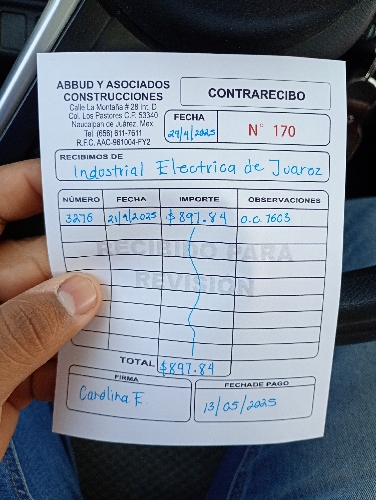 ABBUD Y ASOCIADOS
CONSTRUCCIONES
Calle La Montaña # 28 Int. D
Col. Los Pastores C.P. 53340
Naucalpan de Juárez, Mex
Tel (656) 611-7611
R.F.C. AAC-961004-FY2
CONTRARECIBO
FECHA
29/4/2025
N° 170
RECIBIMOS DE
Industrial Electrica de Juarez
NÚMERO FECHA IMPORTE OBSERVACIONES
3276 21/4/2025 $897.84 O.C. 7603
RECIBIDO PARA
REVISIÓN
TOTAL $897.84
FIRMA
Carolina E.
FECHA DE PAGO
13/05/2025